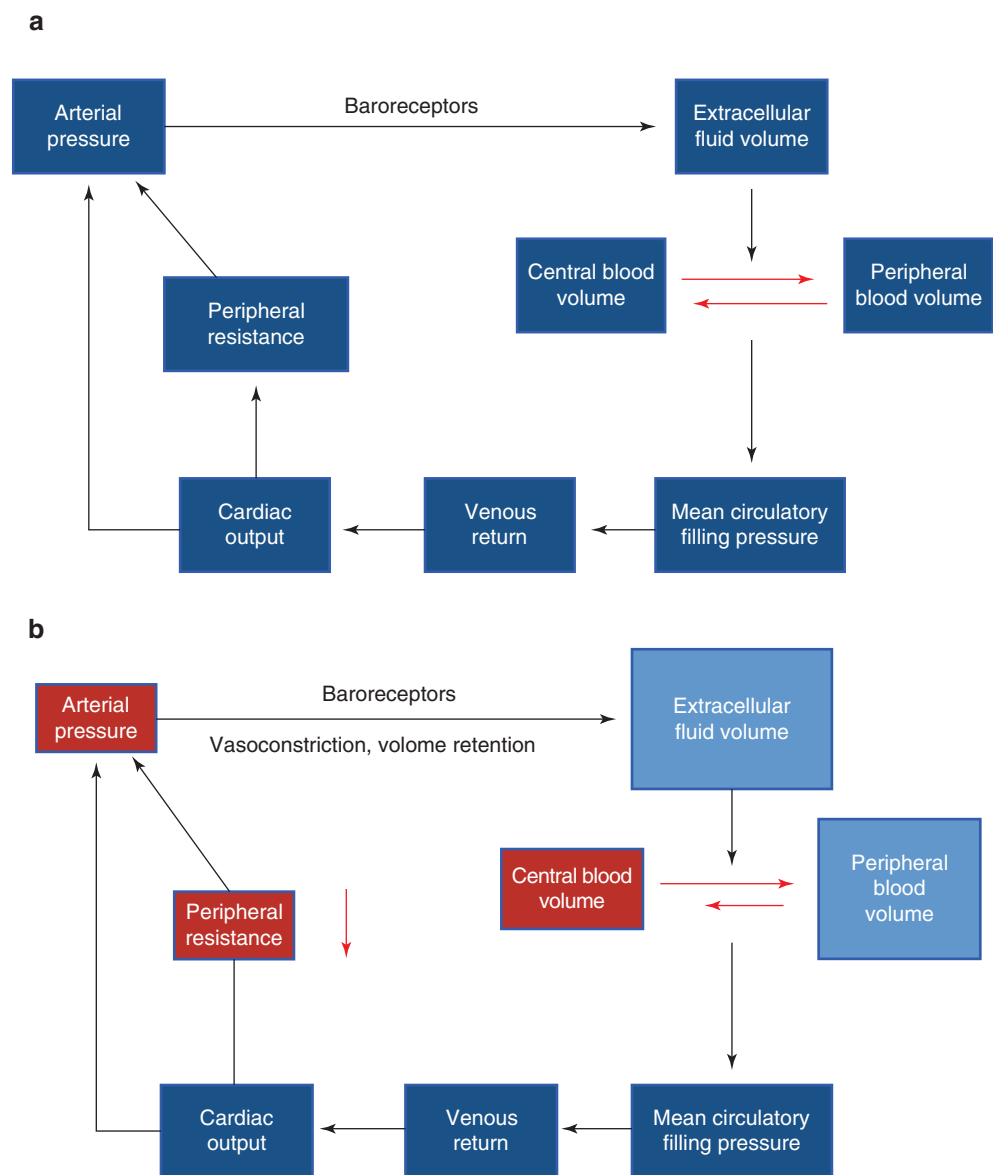 a
Arterial
pressure
Baroreceptors
Extracellular
fluid volume
Central blood
volume
Peripheral
blood volume
Peripheral
resistance
Cardiac
output
Venous
return
Mean circulatory
filling pressure
b
Arterial
pressure
Baroreceptors
Vasoconstriction, volome retention
Extracellular
fluid volume
Central blood
volume
Peripheral
blood
volume
Peripheral
resistance
Cardiac
output
Venous
return
Mean circulatory
filling pressure